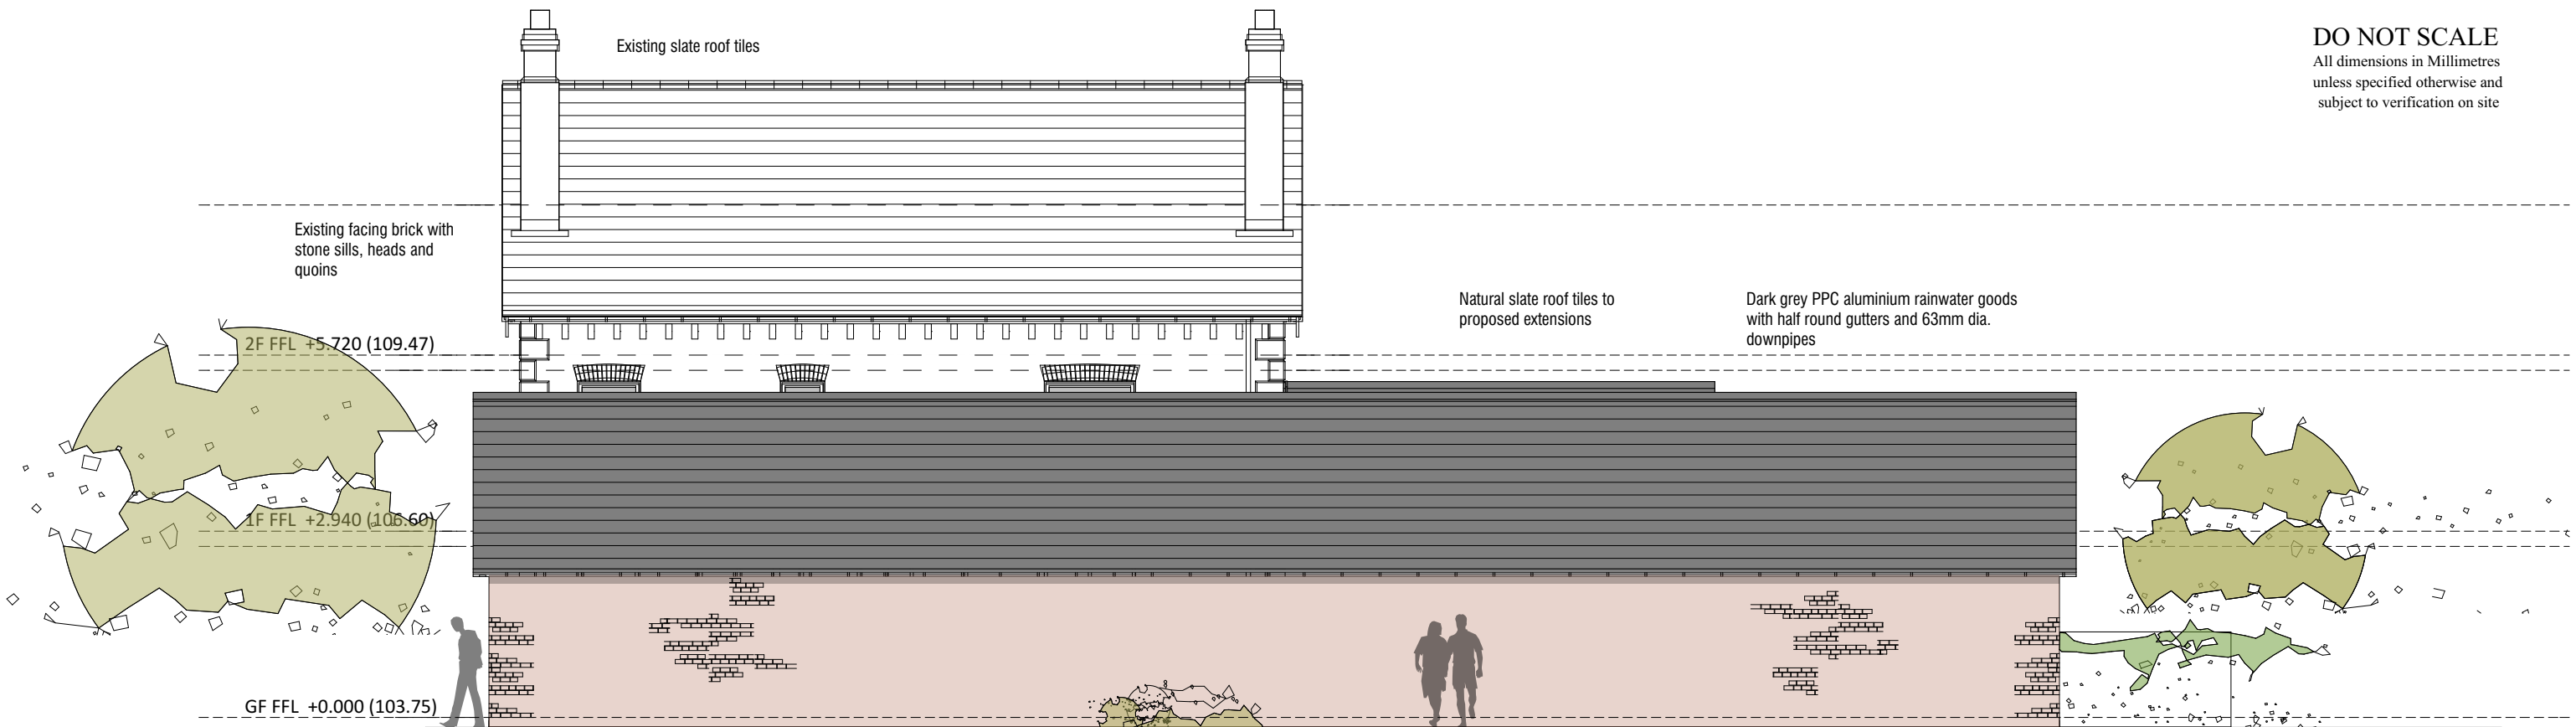 Existing slate roof tiles
DO NOT SCALE
All dimensions in Millimetres
unless specified otherwise and
subject to verification on site
Existing facing brick with
stone sills, heads and
quoins
Natural slate roof tiles to
proposed extensions
Dark grey PPC aluminium rainwater goods
with half round gutters and 63mm dia.
downpipes
2F FFL +5.720 (109.47)
1F FFL +2.940 (106.60)
GF FFL +0.000 (103.75)